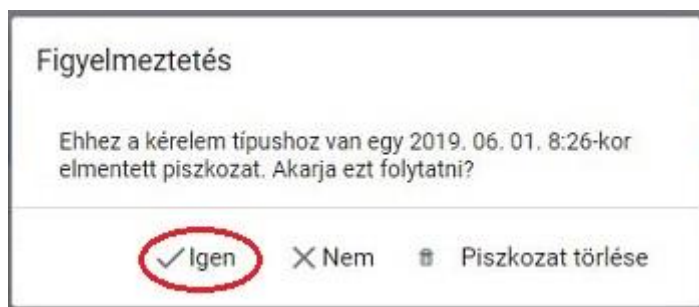 Figyelmeztetés
Ehhez a kérelem típushoz van egy 2019. 06. 01. 8:26-kor
elmentett piszkozat. Akarja ezt folytatni?
Igen Nem Piszkozat törlése